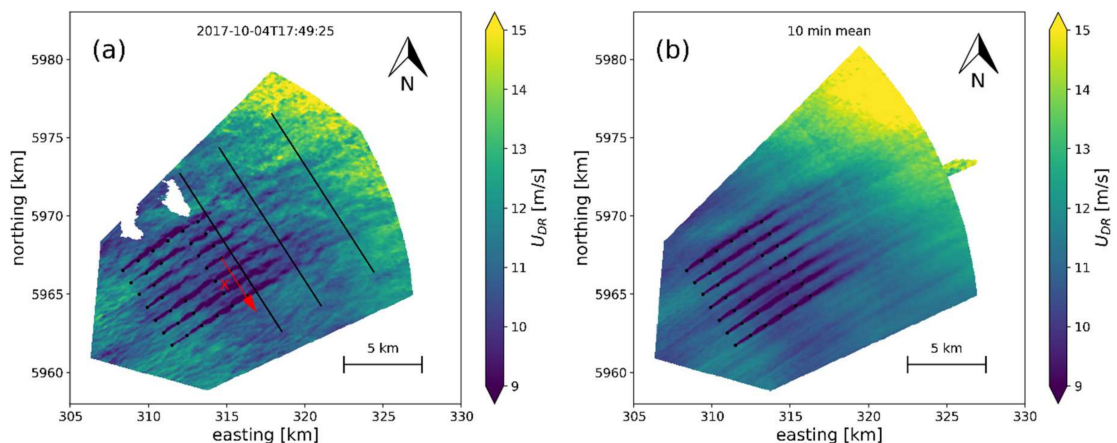 (a)
2017-10-04T17:49:25
N
5980
5975
5970
5965
5960
northing [km]
κ
5 km
305
310
315
320
325
330
easting [km]
15
14
13
12
11
10
9
U_DR [m/s]
(b)
10 min mean
N
5980
5975
5970
5965
5960
northing [km]
5 km
305
310
315
320
325
330
easting [km]
15
14
13
12
11
10
9
U_DR [m/s]